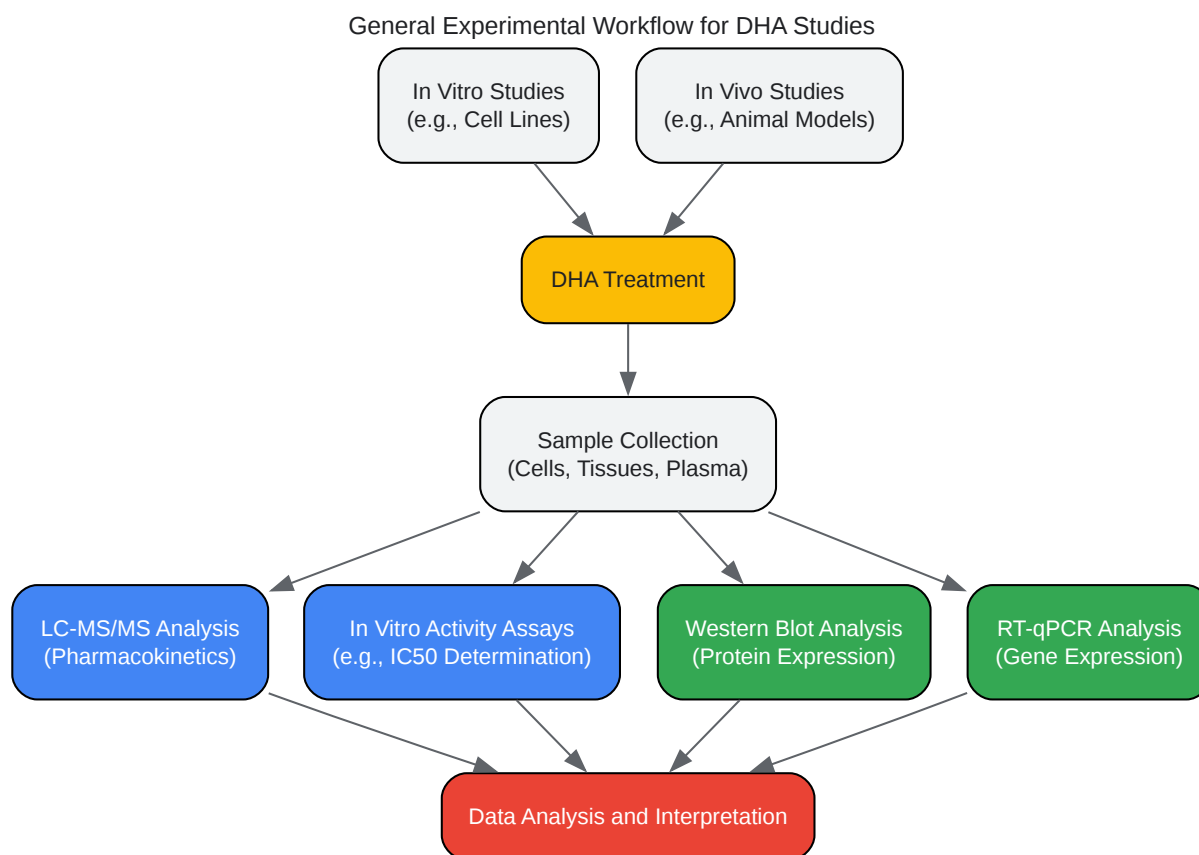 General Experimental Workflow for DHA Studies
In Vitro Studies
(e.g., Cell Lines)
In Vivo Studies
(e.g., Animal Models)
DHA Treatment
Sample Collection
(Cells, Tissues, Plasma)
LC-MS/MS Analysis
(Pharmacokinetics)
In Vitro Activity Assays
(e.g., IC50 Determination)
Western Blot Analysis
(Protein Expression)
RT-qPCR Analysis
(Gene Expression)
Data Analysis and Interpretation